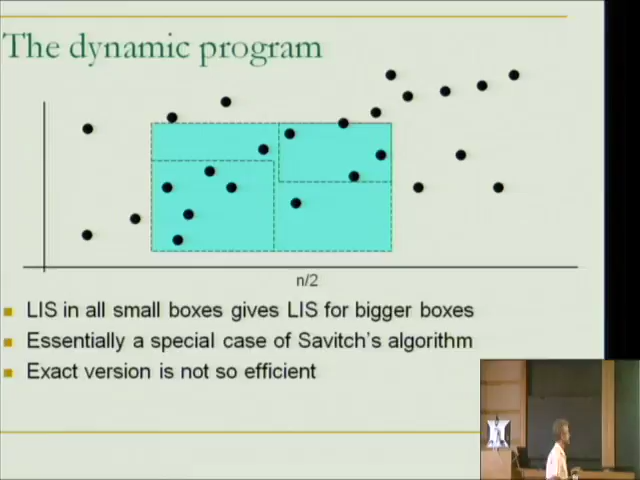 The dynamic program
n/2
LIS in all small boxes gives LIS for bigger boxes
Essentially a special case of Savitch's algorithm
Exact version is not so efficient